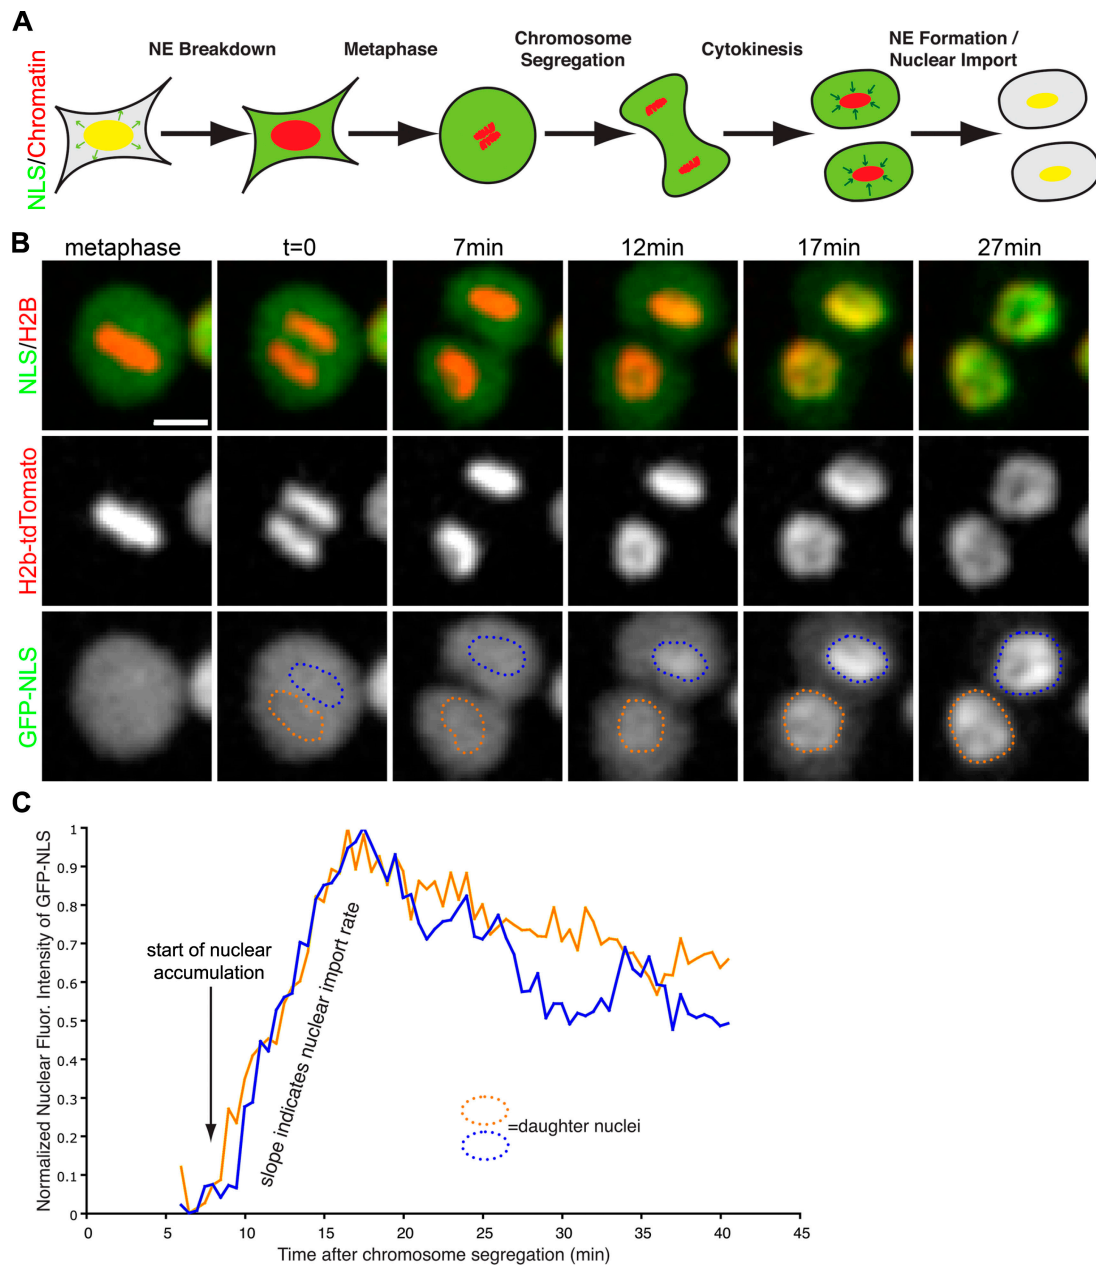 A
NE Breakdown
Metaphase
Chromosome
Segregation
Cytokinesis
NE Formation /
Nuclear Import
NLS/Chromatin
B
metaphase
t=0
7min
12min
17min
27min
NLS/H2B
H2b-tdTomato
GFP-NLS
C
Normalized Nuclear Fluor. Intensity of GFP-NLS
1
0.9
0.8
0.7
0.6
0.5
0.4
0.3
0.2
0.1
0
start of nuclear
accumulation
slope indicates nuclear import rate
=daughter nuclei
0
5
10
15
20
25
30
35
40
45
Time after chromosome segregation (min)